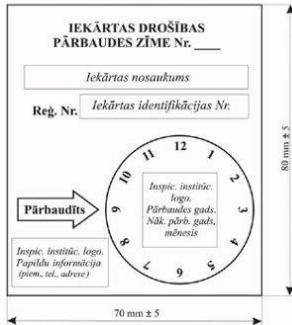 IEKĀRTAS DROŠĪBAS
PĀRBAUDES ZĪME Nr. ___
Iekārtas nosaukums
Reģ. Nr.
Iekārtas identifikācijas Nr.
12
1
2
3
4
5
6
7
8
9
10
11
Inspic. institūc.
logo.
Pārbaudes gads.
Nāk. pārb. gads,
mēnesis
Pārbaudīts
Inspic. institūc. logo.
Papildu informācija
(piem., tel., adrese)
80 mm ± 5
70 mm ± 5